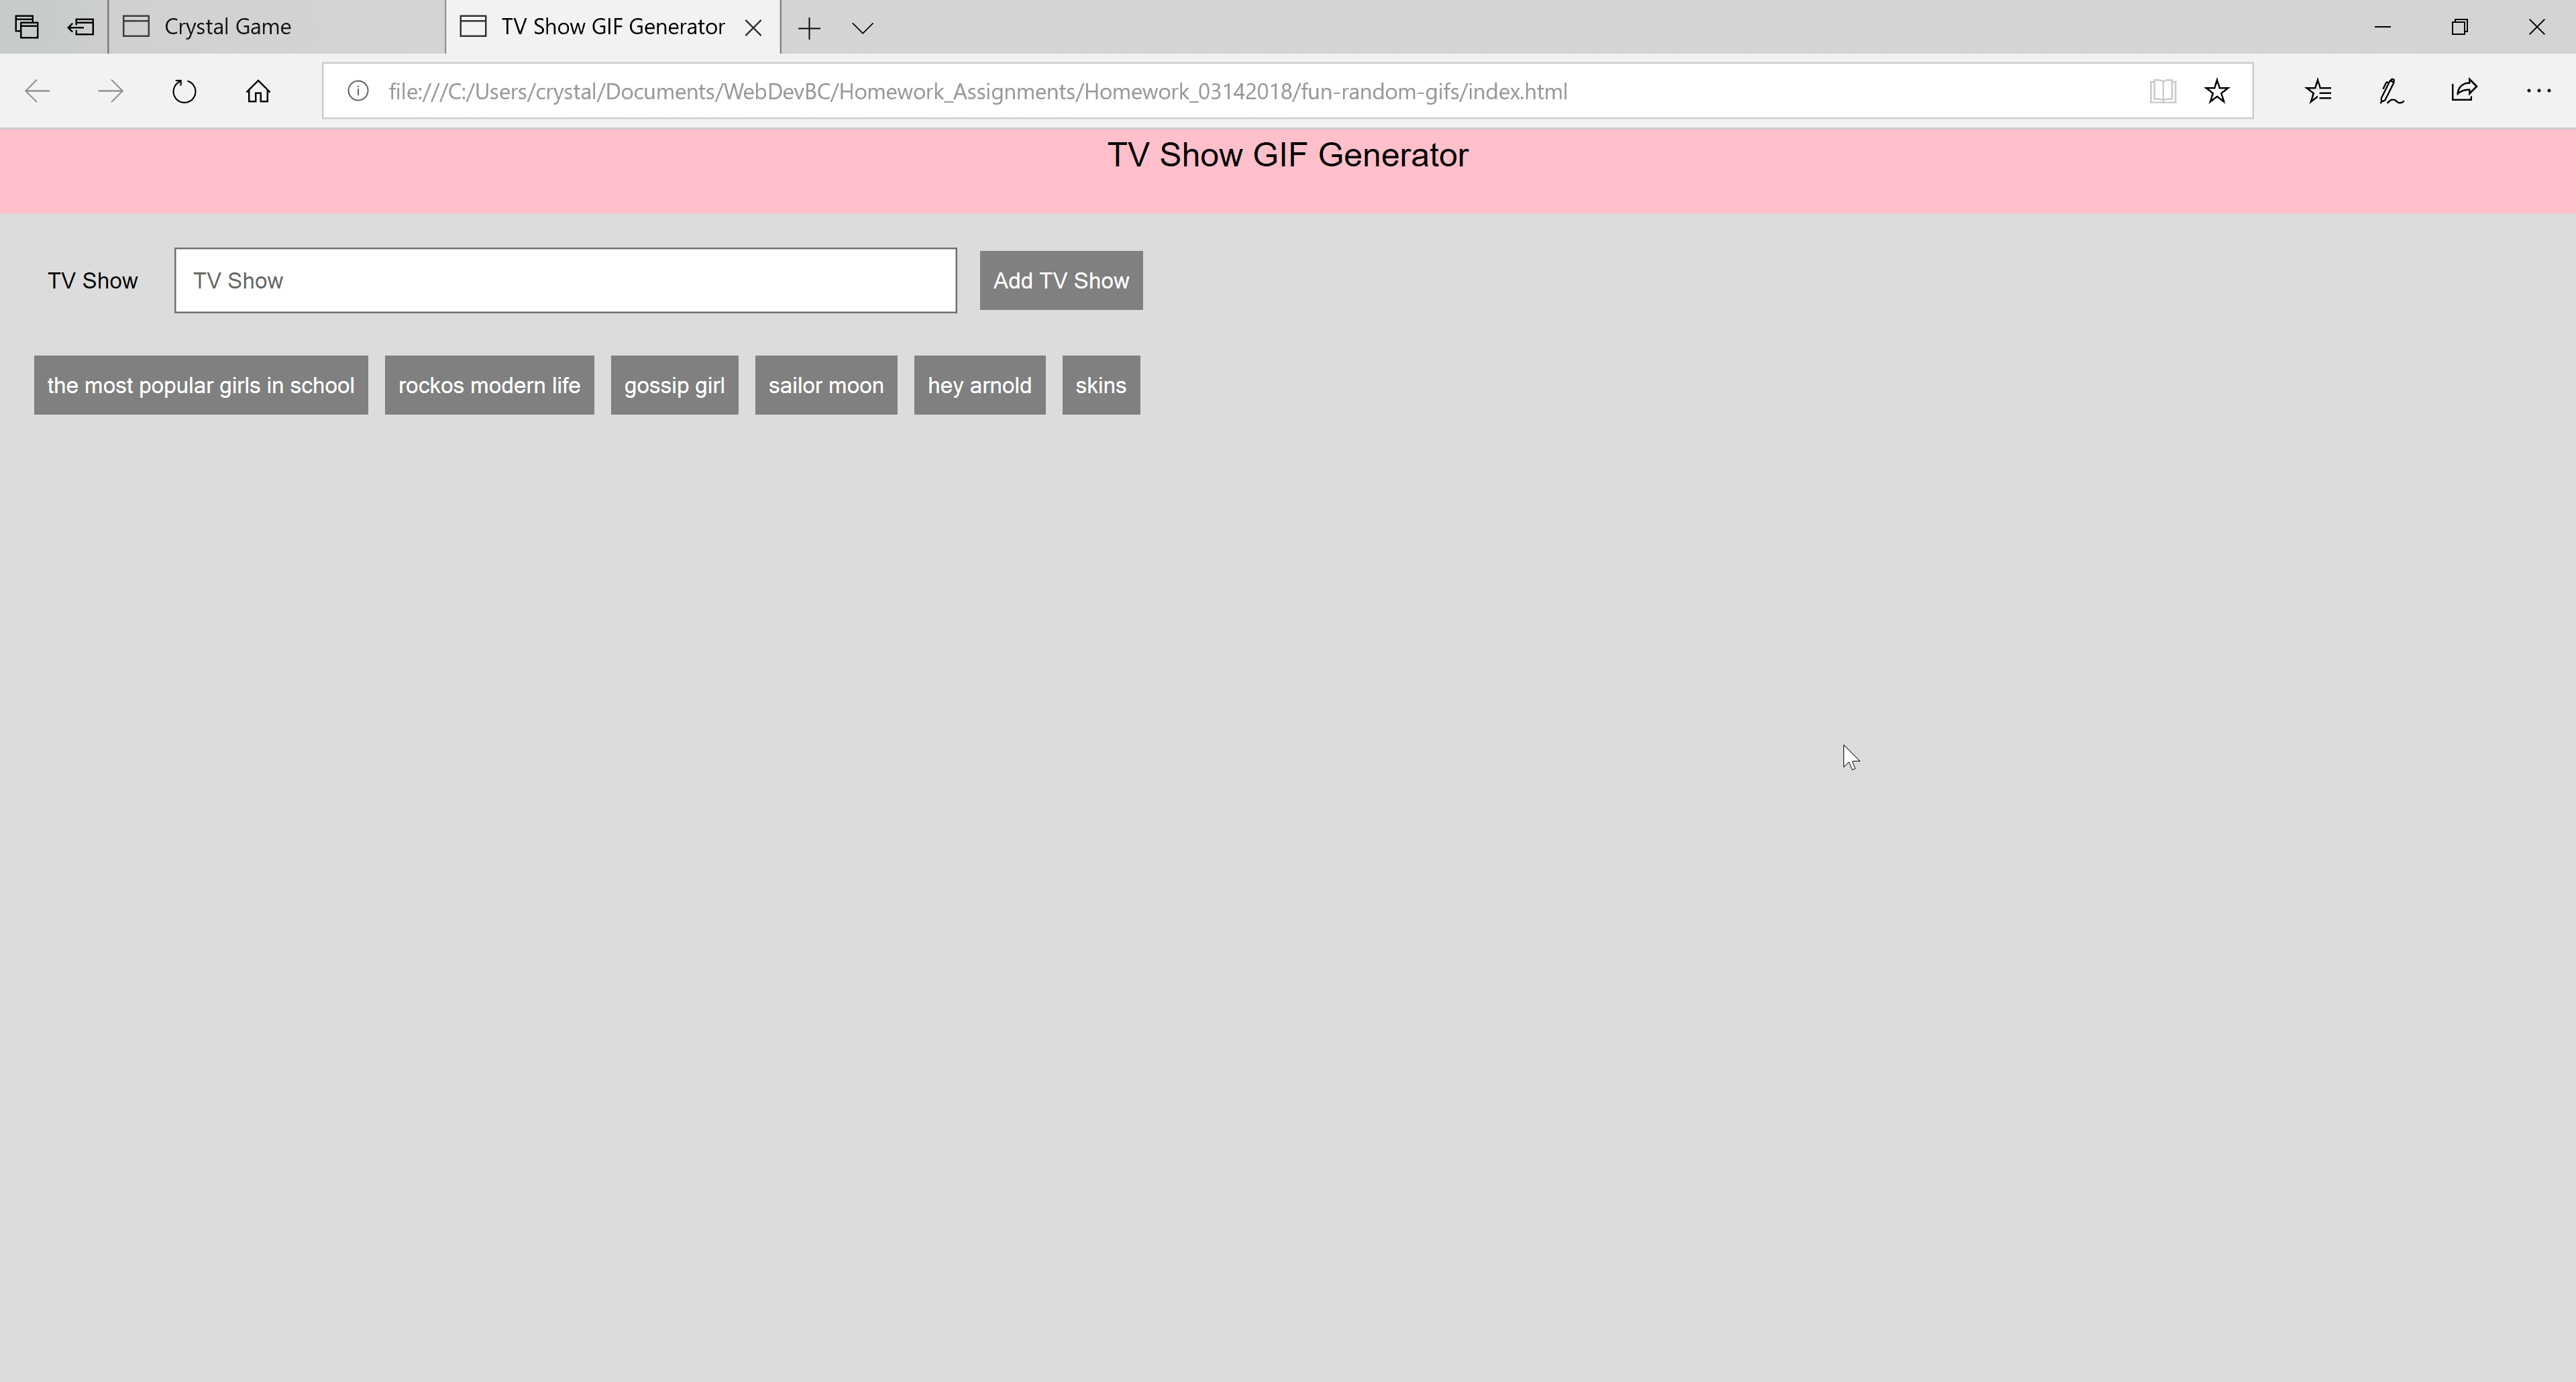 Crystal Game
TV Show GIF Generator
file:///C:/Users/crystal/Documents/WebDevBC/Homework_Assignments/Homework_03142018/fun-random-gifs/index.html
TV Show GIF Generator
TV Show TV Show Add TV Show
the most popular girls in school rockos modern life gossip girl sailor moon hey arnold skins